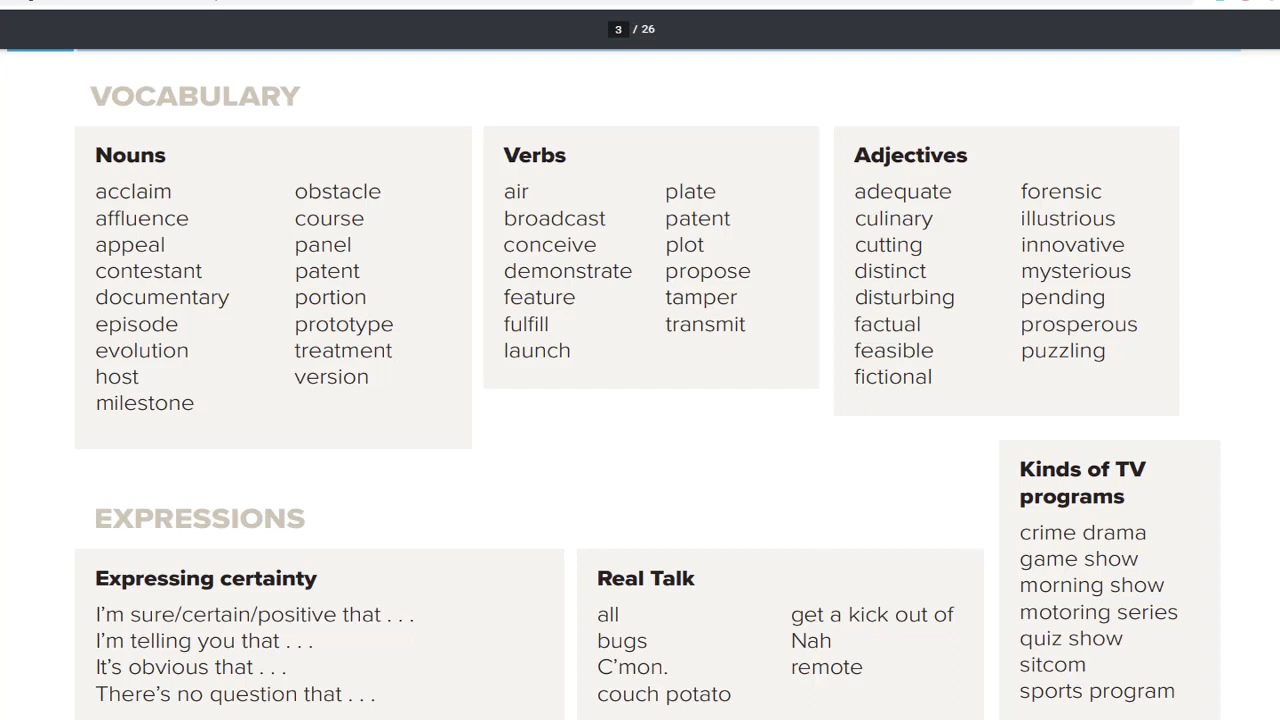 3 / 26
VOCABULARY
Nouns
acclaim
affluence
appeal
contestant
documentary
episode
evolution
host
milestone
obstacle
course
panel
patent
portion
prototype
treatment
version
Verbs
air
broadcast
conceive
demonstrate
feature
fulfill
launch
plate
patent
plot
propose
tamper
transmit
Adjectives
adequate
culinary
cutting
distinct
disturbing
factual
feasible
fictional
forensic
illustrious
innovative
mysterious
pending
prosperous
puzzling
EXPRESSIONS
Expressing certainty
I’m sure/certain/positive that . . .
I’m telling you that . . .
It’s obvious that . . .
There’s no question that . . .
Real Talk
all
bugs
C’mon.
couch potato
get a kick out of
Nah
remote
Kinds of TV
programs
crime drama
game show
morning show
motoring series
quiz show
sitcom
sports program